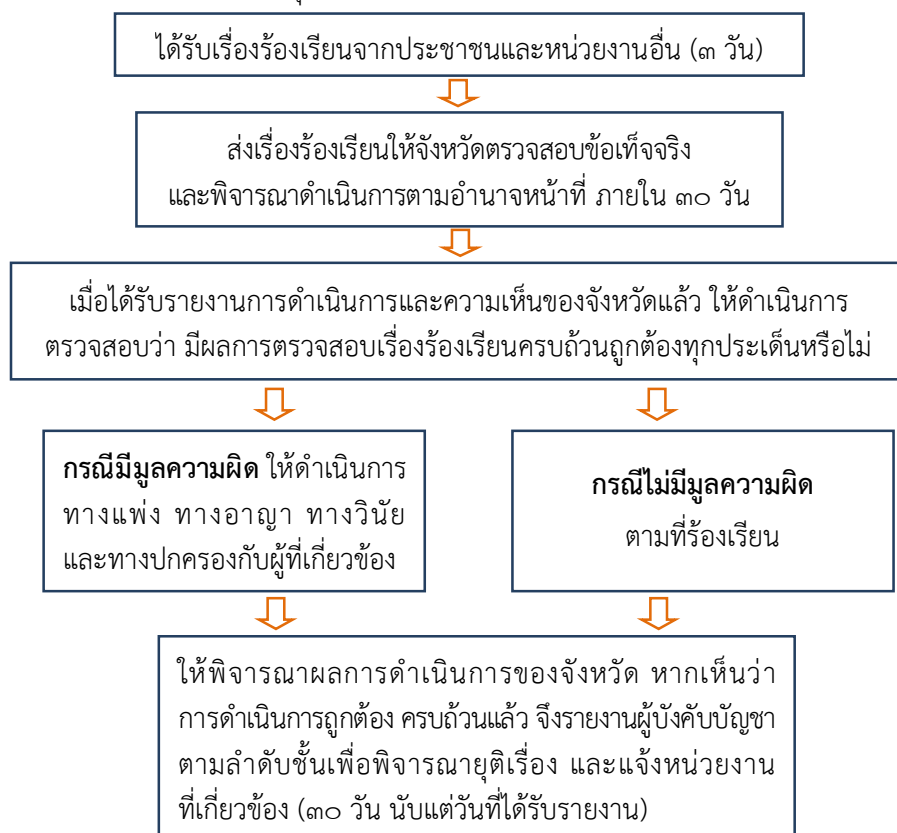 ได้รับเรื่องร้องเรียนจากประชาชนและหน่วยงานอื่น (๓ วัน)
ส่งเรื่องร้องเรียนให้จังหวัดตรวจสอบข้อเท็จจริง
และพิจารณาดำเนินการตามอำนาจหน้าที่ ภายใน ๓๐ วัน
เมื่อได้รับรายงานการดำเนินการและความเห็นของจังหวัดแล้ว ให้ดำเนินการ
ตรวจสอบว่า มีผลการตรวจสอบเรื่องร้องเรียนครบถ้วนถูกต้องทุกประเด็นหรือไม่
กรณีมีมูลความผิด ให้ดำเนินการ
ทางแพ่ง ทางอาญา ทางวินัย
และทางปกครองกับผู้ที่เกี่ยวข้อง
กรณีไม่มีมูลความผิด
ตามที่ร้องเรียน
ให้พิจารณาผลการดำเนินการของจังหวัด หากเห็นว่า
การดำเนินการถูกต้อง ครบถ้วนแล้ว จึงรายงานผู้บังคับบัญชา
ตามลำดับชั้นเพื่อพิจารณายุติเรื่อง และแจ้งหน่วยงาน
ที่เกี่ยวข้อง (๓๐ วัน นับแต่วันที่ได้รับรายงาน)